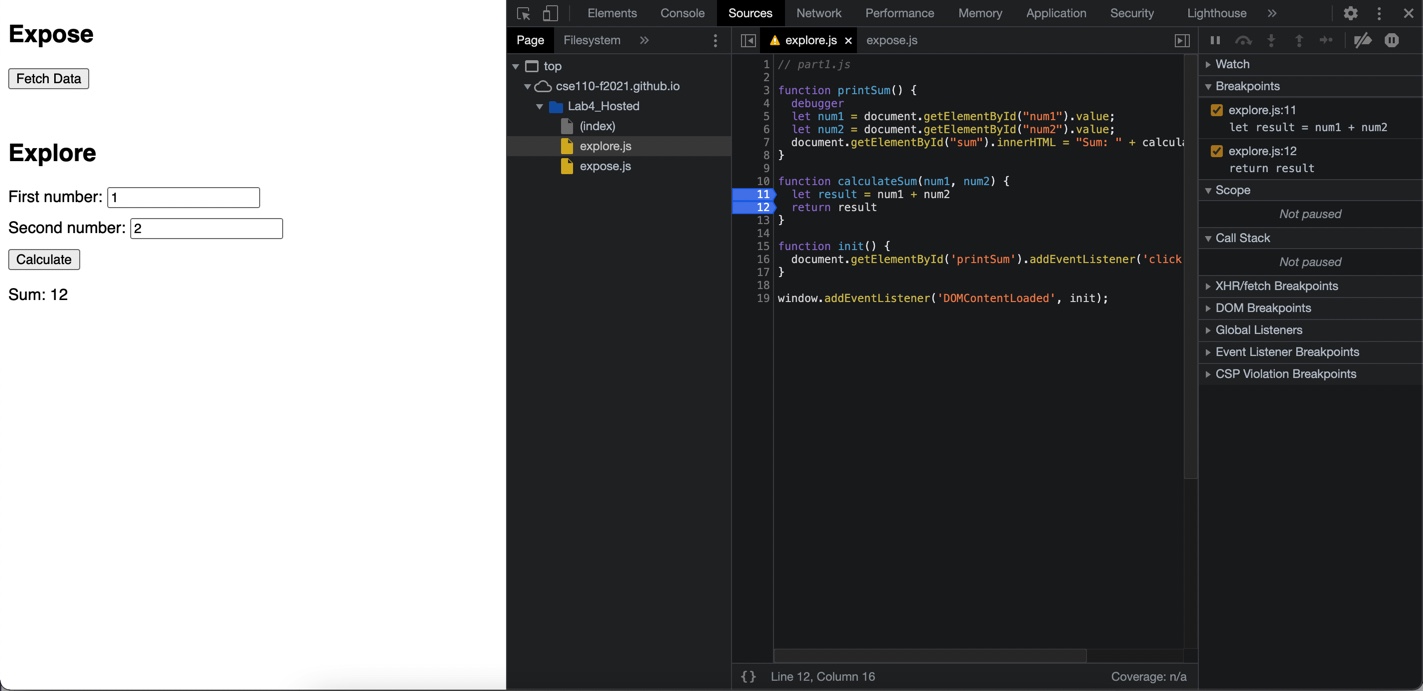 Expose
Fetch Data
Explore
First number: 1
Second number: 2
Calculate
Sum: 12
Elements Console Sources Network Performance Memory Application Security Lighthouse »
Page Filesystem »
top
cse110-f2021.github.io
Lab4_Hosted
(index)
explore.js
expose.js
explore.js × expose.js
1 // part1.js
2
3 function printSum() {
4 debugger
5 let num1 = document.getElementById("num1").value;
6 let num2 = document.getElementById("num2").value;
7 document.getElementById("sum").innerHTML = "Sum: " + calcula
8 }
9
10 function calculateSum(num1, num2) {
11 let result = num1 + num2
12 return result
13 }
14
15 function init() {
16 document.getElementById('printSum').addEventListener('click
17 }
18
19 window.addEventListener('DOMContentLoaded', init);
{} Line 12, Column 16 Coverage: n/a
Watch
Breakpoints
explore.js:11
let result = num1 + num2
explore.js:12
return result
Scope
Not paused
Call Stack
Not paused
XHR/fetch Breakpoints
DOM Breakpoints
Global Listeners
Event Listener Breakpoints
CSP Violation Breakpoints